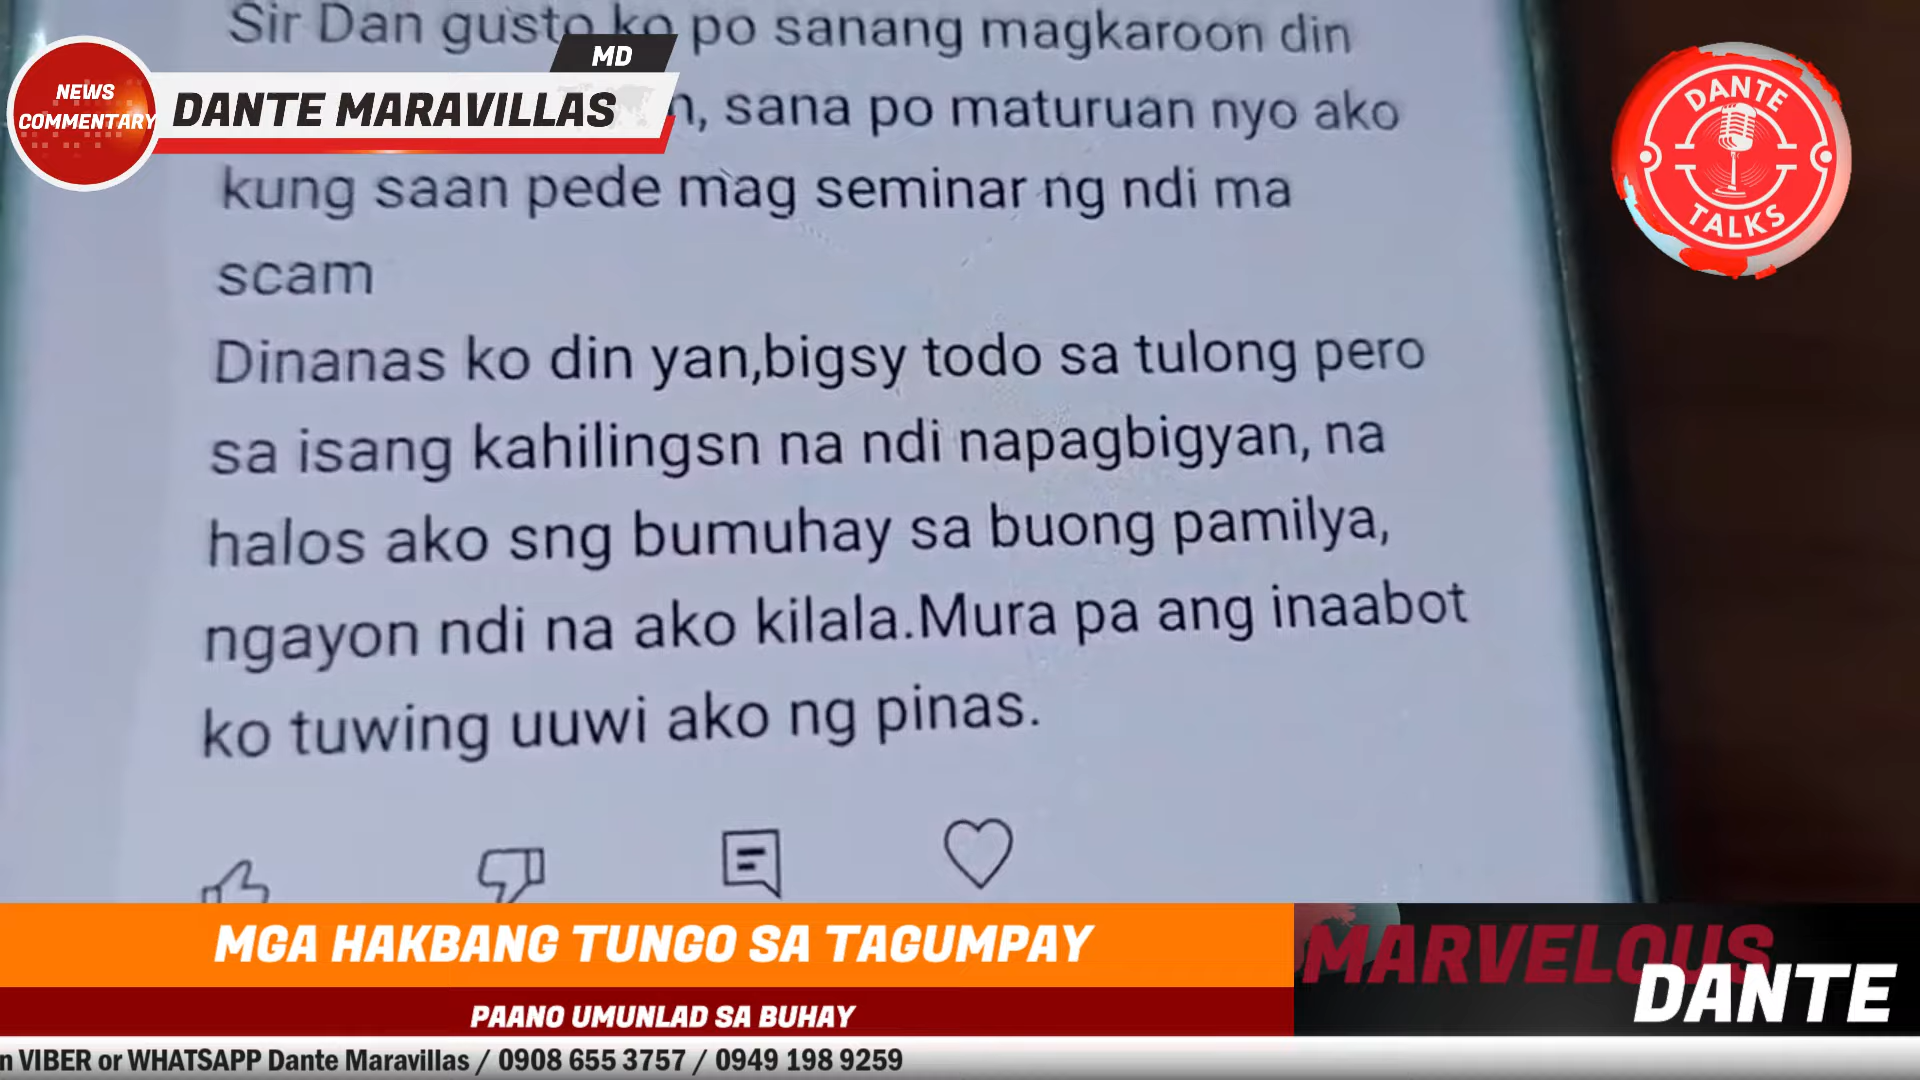 Sir Dan gusto ko po sanang magkaroon din
MD
NEWS
COMMENTARY
DANTE MARAVILLAS
sana po maturuan nyo ako
kung saan pede mag seminar ng ndi ma
scam
Dinanas ko din yan,bigsy todo sa tulong pero
sa isang kahilingsn na ndi napagbigyan, na
halos ako sng bumuhay sa buong pamilya,
ngayon ndi na ako kilala.Mura pa ang inaabot
ko tuwing uuwi ako ng pinas.
DANTE
TALKS
MGA HAKBANG TUNGO SA TAGUMPAY
PAANO UMUNLAD SA BUHAY
MARVELOUS
DANTE
n VIBER or WHATSAPP Dante Maravillas / 0908 655 3757 / 0949 198 9259